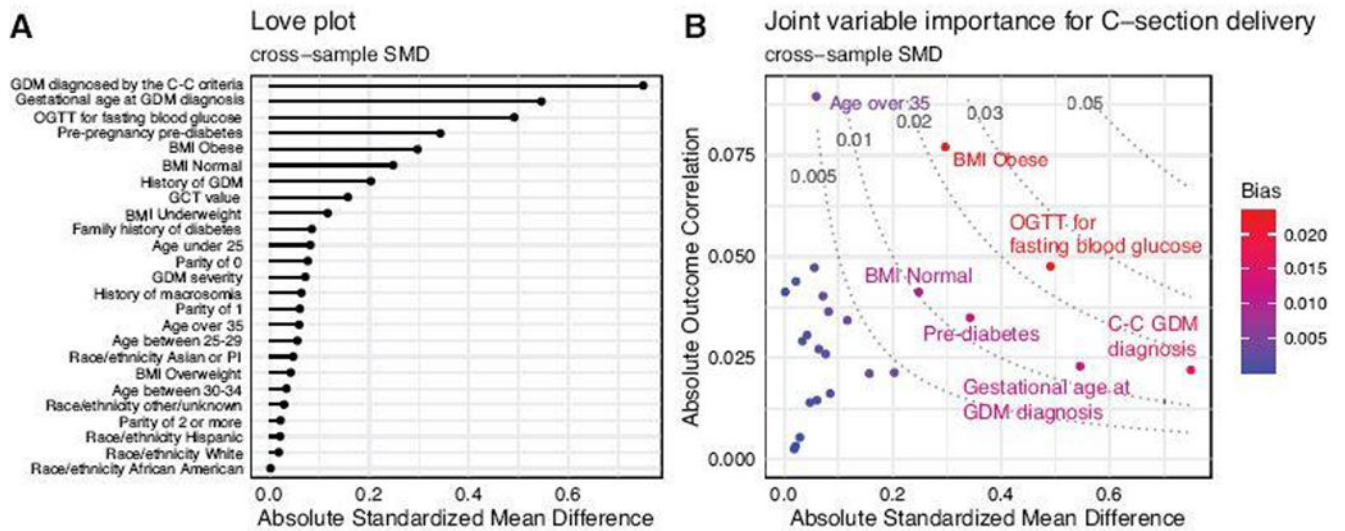 A
Love plot
cross-sample SMD
GDM diagnosed by the C-C criteria
Gestational age at GDM diagnosis
OGTT for fasting blood glucose
Pre-pregnancy pre-diabetes
BMI Obese
BMI Normal
History of GDM
GCT value
BMI Underweight
Family history of diabetes
Age under 25
Parity of 0
GDM severity
History of macrosomia
Parity of 1
Age over 35
Age between 25-29
Race/ethnicity Asian or PI
BMI Overweight
Age between 30-34
Race/ethnicity other/unknown
Parity of 2 or more
Race/ethnicity Hispanic
Race/ethnicity White
Race/ethnicity African American
0.0 0.2 0.4 0.6
Absolute Standardized Mean Difference
B
Joint variable importance for C-section delivery
cross-sample SMD
Absolute Outcome Correlation
0.075
0.050
0.025
0.000
Age over 35
0.005
0.01
0.02
0.03
0.05
BMI Obese
OGTT for
fasting blood glucose
BMI Normal
Pre-diabetes
C-C GDM
diagnosis
Gestational age at
GDM diagnosis
0.0 0.2 0.4 0.6
Absolute Standardized Mean Difference
Bias
0.020
0.015
0.010
0.005